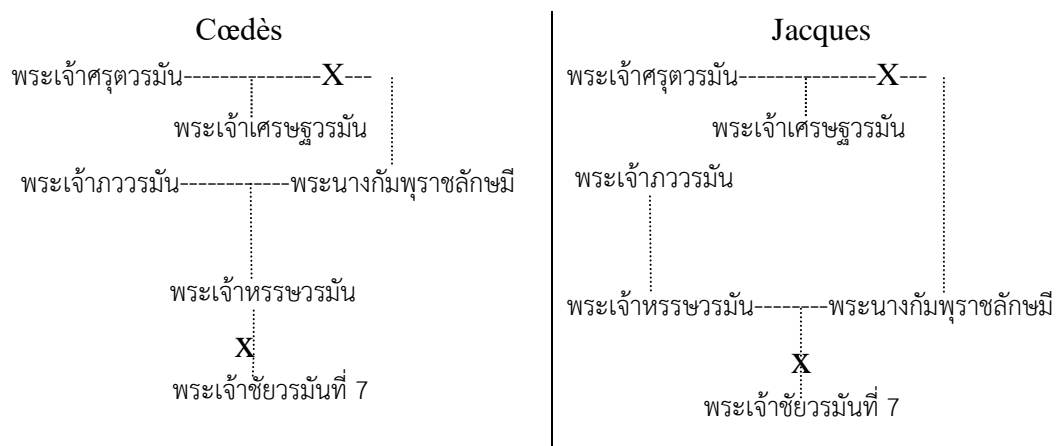 Cœdès
พระเจ้าศรุตวรมัน---------------X---
พระเจ้าเศรษฐวรมัน
พระเจ้าภววรมัน------------พระนางกัมพุราชลักษมี
พระเจ้าหรรษวรมัน
X
พระเจ้าชัยวรมันที่ 7
Jacques
พระเจ้าศรุตวรมัน---------------X---
พระเจ้าเศรษฐวรมัน
พระเจ้าภววรมัน
พระเจ้าหรรษวรมัน--------พระนางกัมพุราชลักษมี
X
พระเจ้าชัยวรมันที่ 7